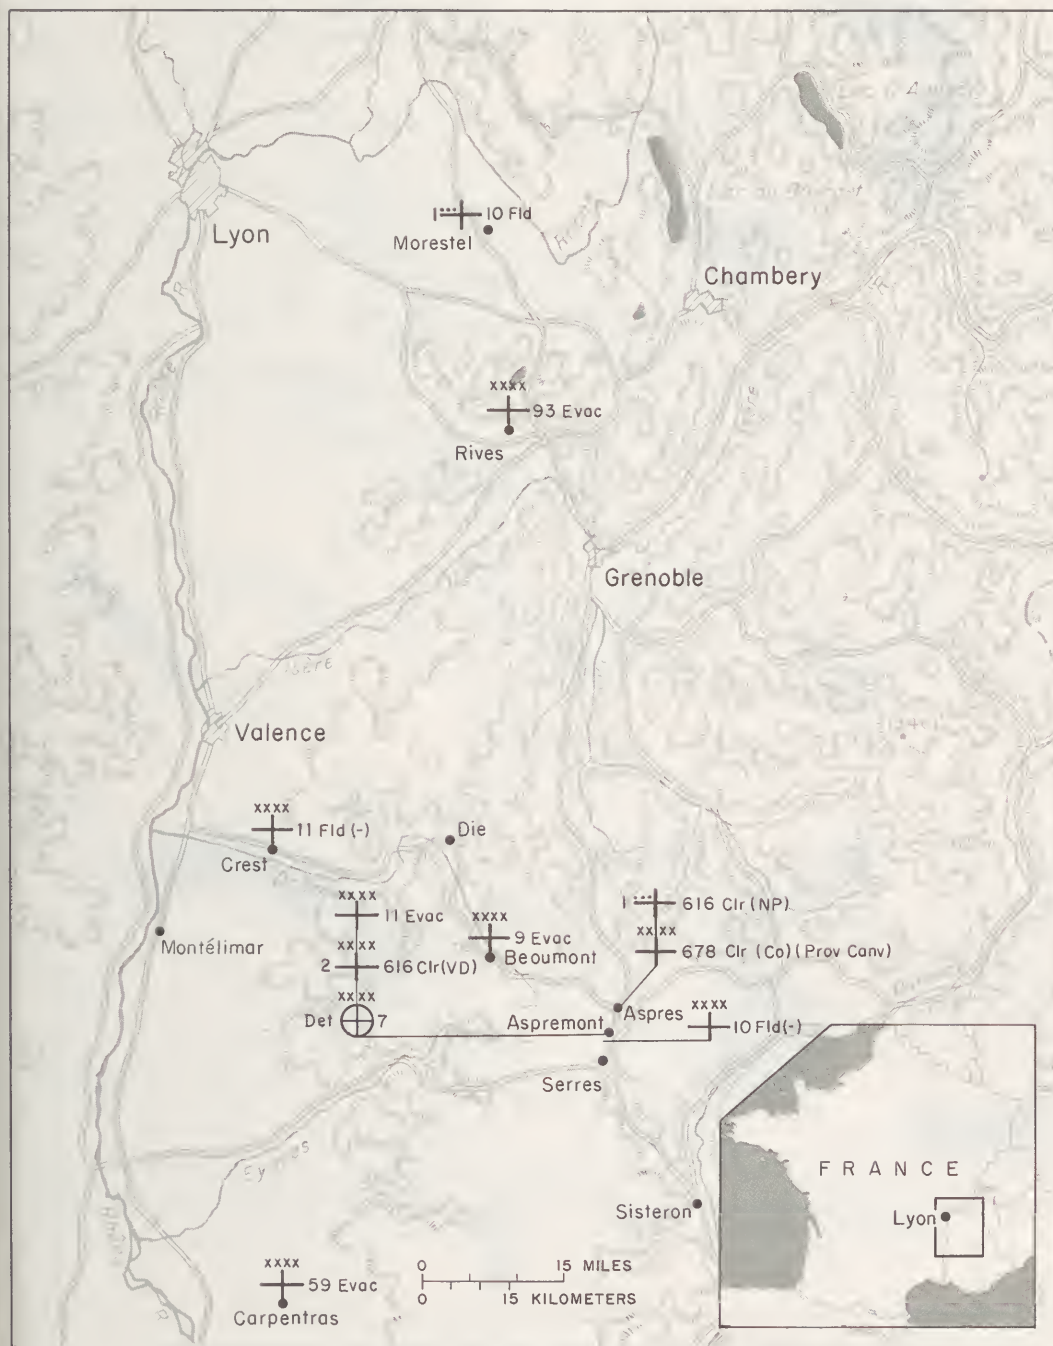 Lyon
1 ... 10 Fld
Morestel
Chambery
xxxx
93 Evac
Rives
Grenoble
Valence
xxxx
11 Fld (-)
Crest
Die
xxxx
11 Evac
xxxx
9 Evac
Beoumont
1 ... 616 Clr (NP)
xxxx
678 Clr (Co) (Prov Canv)
Montélimar
xxxx
2 616 Clr (VD)
xxxx
Det 7
Aspres
Aspremont
xxxx
10 Fld (-)
Serres
Sisteron
xxxx
59 Evac
Carpentras
0 15 MILES
0 15 KILOMETERS
FRANCE
Lyon